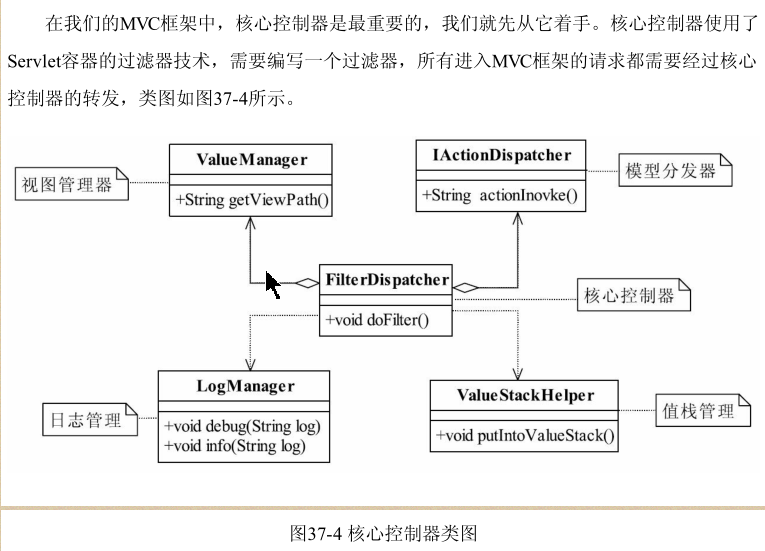 在我们的MVC框架中，核心控制器是最重要的，我们就先从它着手。核心控制器使用了
Servlet容器的过滤器技术，需要编写一个过滤器，所有进入MVC框架的请求都需要经过核心
控制器的转发，类图如图37-4所示。
ValueManager
+String getViewPath()
视图管理器
IActionDispatcher
+String actionInovke()
模型分发器
FilterDispatcher
+void doFilter()
核心控制器
LogManager
+void debug(String log)
+void info(String log)
日志管理
ValueStackHelper
+void putIntoValueStack()
值栈管理
图37-4 核心控制器类图